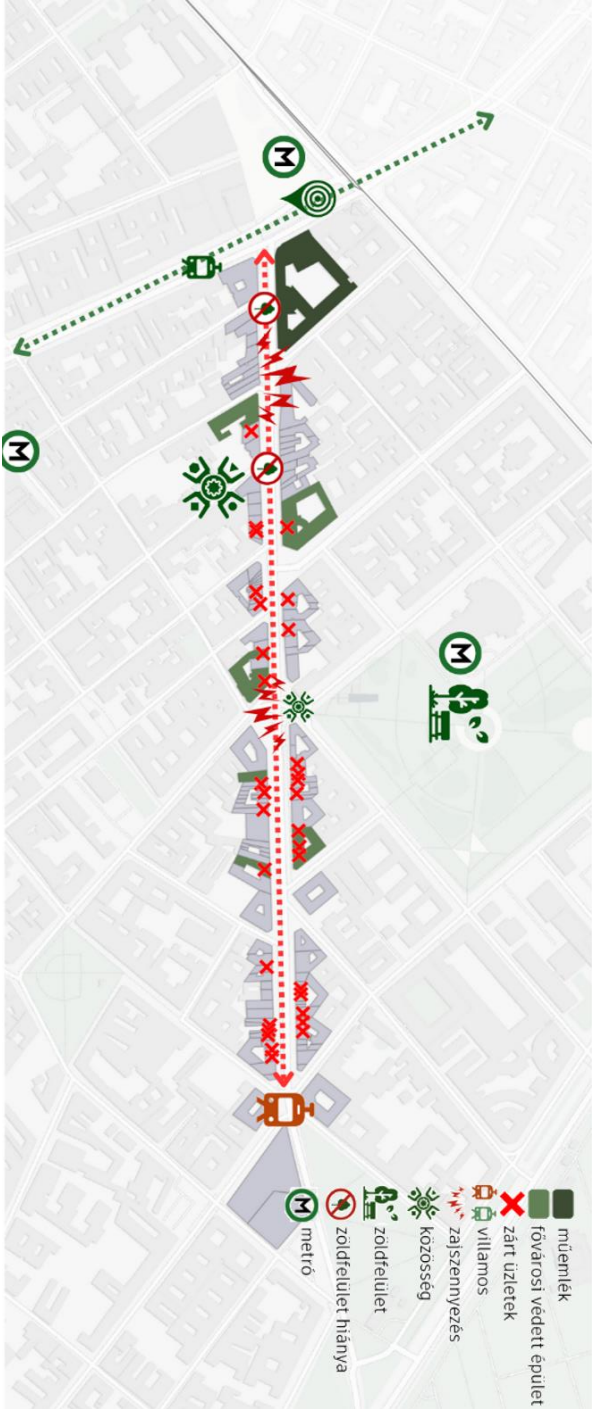 M
M
M
műemlék
fővárosi védett épület
zárt üzletek
villamos
zajszennyezés
közösség
zöldfelület
zöldfelület hiánya
M metró